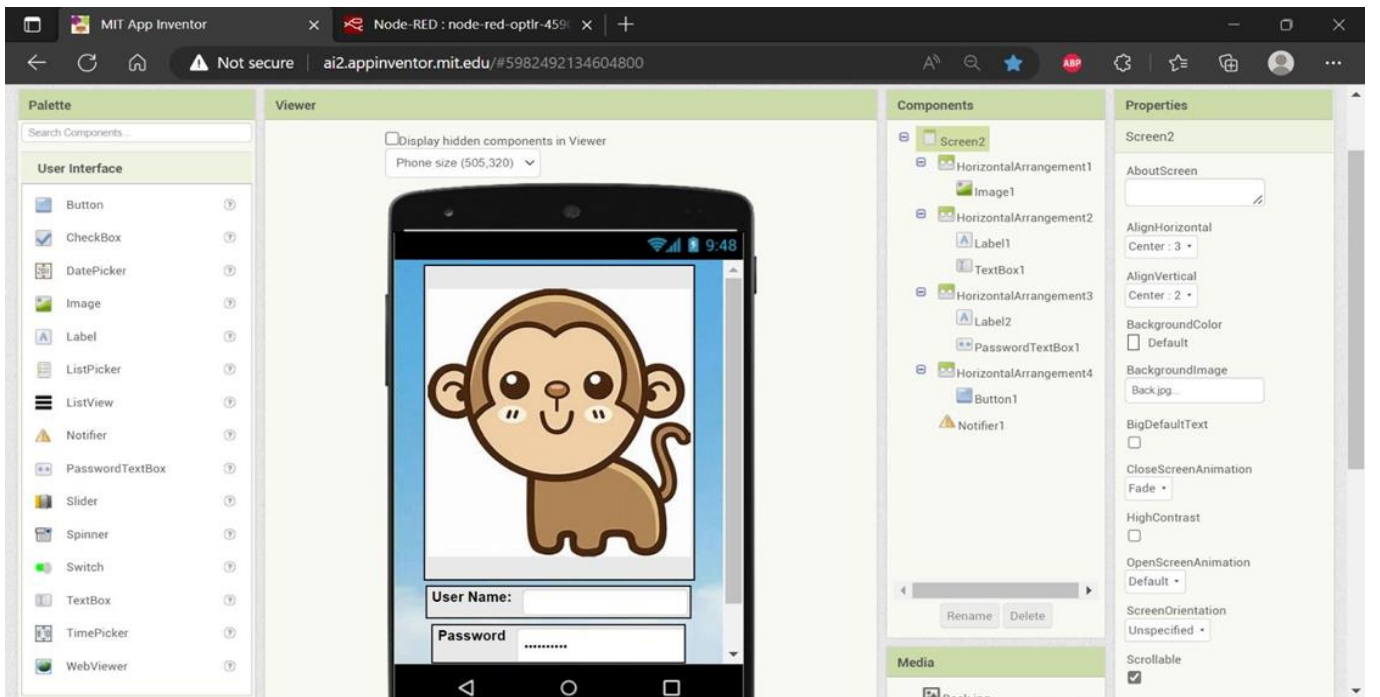 MIT App Inventor
Node-RED : node-red-optlr-459
Not secure
ai2.appinventor.mit.edu/#5982492134604800
ABP
Palette
Search Components...
User Interface
Button
CheckBox
DatePicker
Image
Label
ListPicker
ListView
Notifier
PasswordTextBox
Slider
Spinner
Switch
TextBox
TimePicker
WebViewer
Viewer
Display hidden components in Viewer
Phone size (505,320)
9:48
User Name:
Password
Components
Screen2
HorizontalArrangement1
Image1
HorizontalArrangement2
Label1
TextBox1
HorizontalArrangement3
Label2
PasswordTextBox1
HorizontalArrangement4
Button1
Notifier1
Rename Delete
Media
Properties
Screen2
AboutScreen
AlignHorizontal
Center : 3
AlignVertical
Center : 2
BackgroundColor
Default
BackgroundImage
Back.jpg...
BigDefaultText
CloseScreenAnimation
Fade
HighContrast
OpenScreenAnimation
Default
ScreenOrientation
Unspecified
Scrollable